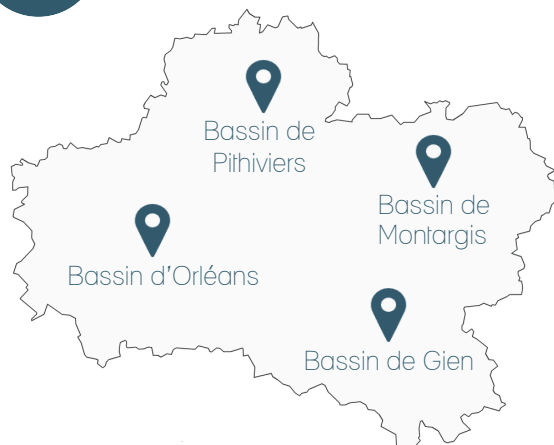 Bassin de
Pithiviers
Bassin de
Montargis
Bassin d’Orléans
Bassin de Gien